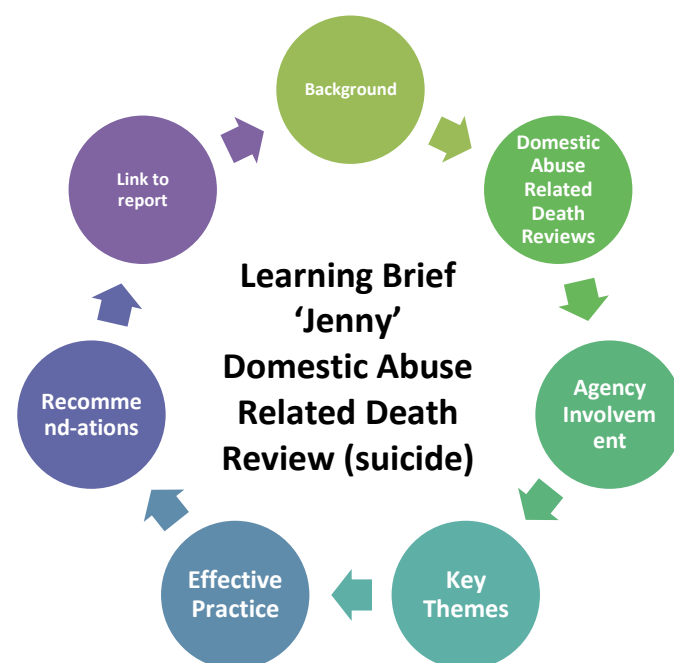 Background
Domestic
Abuse
Related
Death
Reviews
Agency
Involvem
ent
Key
Themes
Effective
Practice
Recomme
nd-ations
Link to
report
Learning Brief
‘Jenny’
Domestic Abuse
Related Death
Review (suicide)